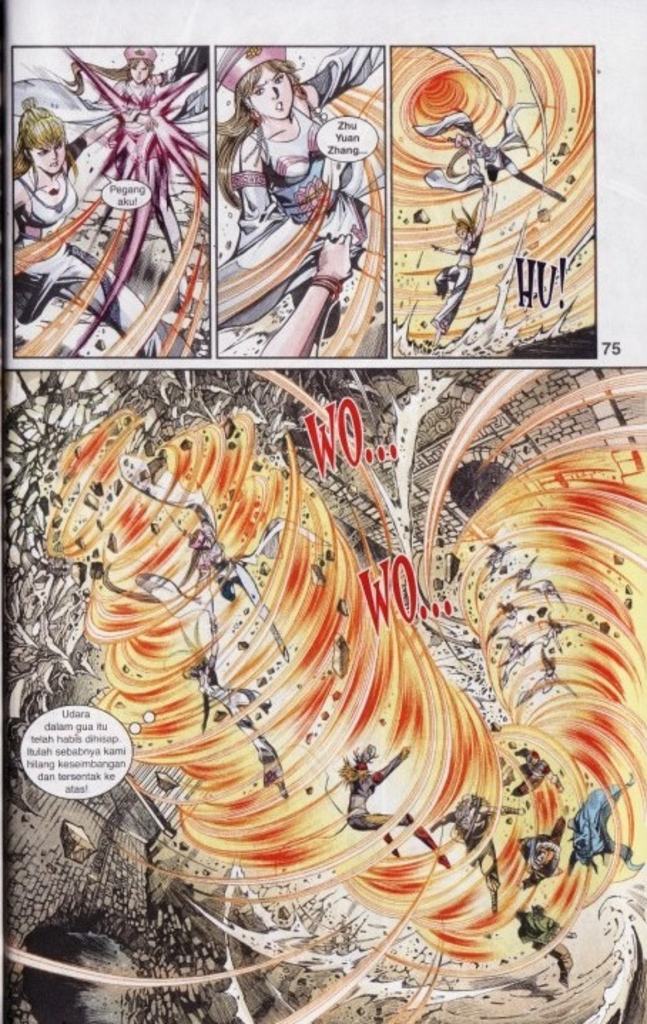 Pegang
aku!
Zhu
Yuan
Zhang...
HU!
75
WO...
WO...
Udara
dalam gua itu
telah habis dihisap.
Itulah sebabnya kami
hilang keseimbangan
dan tersentak ke
atas!